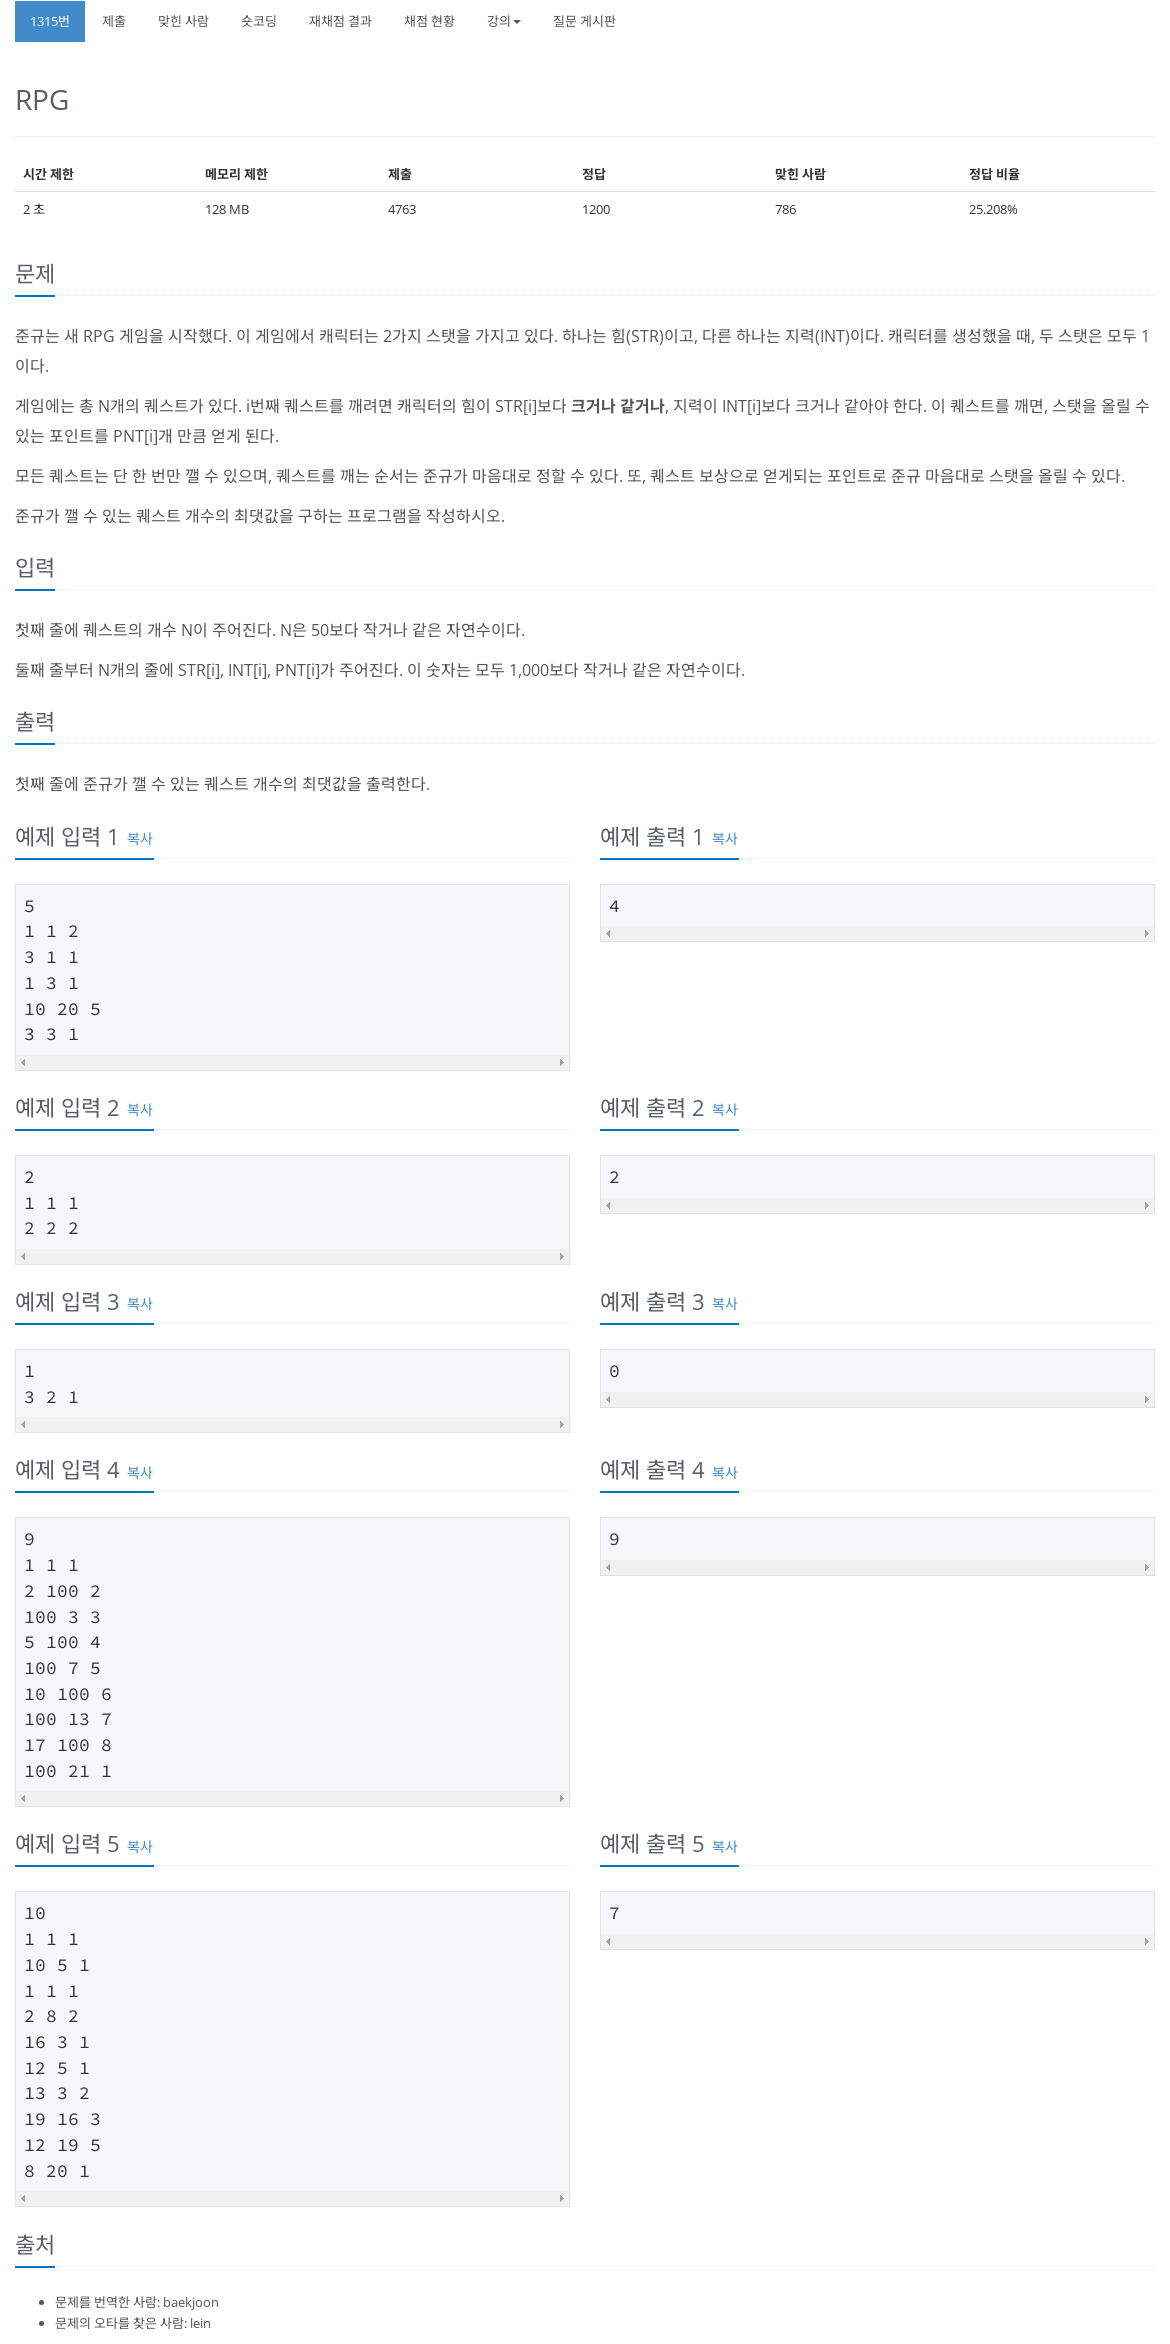 1315번 제출 맞힌 사람 숏코딩 재채점 결과 채점 현황 강의 질문 게시판
RPG
시간 제한 메모리 제한 제출 정답 맞힌 사람 정답 비율
2 초 128 MB 4763 1200 786 25.208%
문제
준규는 새 RPG 게임을 시작했다. 이 게임에서 캐릭터는 2가지 스탯을 가지고 있다. 하나는 힘(STR)이고, 다른 하나는 지력(INT)이다. 캐릭터를 생성했을 때, 두 스탯은 모두 1
이다.
게임에는 총 N개의 퀘스트가 있다. i번째 퀘스트를 깨려면 캐릭터의 힘이 STR[i]보다 크거나 같거나, 지력이 INT[i]보다 크거나 같아야 한다. 이 퀘스트를 깨면, 스탯을 올릴 수
있는 포인트를 PNT[i]개 만큼 얻게 된다.
모든 퀘스트는 단 한 번만 깰 수 있으며, 퀘스트를 깨는 순서는 준규가 마음대로 정할 수 있다. 또, 퀘스트 보상으로 얻게되는 포인트로 준규 마음대로 스탯을 올릴 수 있다.
준규가 깰 수 있는 퀘스트 개수의 최댓값을 구하는 프로그램을 작성하시오.
입력
첫째 줄에 퀘스트의 개수 N이 주어진다. N은 50보다 작거나 같은 자연수이다.
둘째 줄부터 N개의 줄에 STR[i], INT[i], PNT[i]가 주어진다. 이 숫자는 모두 1,000보다 작거나 같은 자연수이다.
출력
첫째 줄에 준규가 깰 수 있는 퀘스트 개수의 최댓값을 출력한다.
예제 입력 1 복사
5
1 1 2
3 1 1
1 3 1
10 20 5
3 3 1
예제 출력 1 복사
4
예제 입력 2 복사
2
1 1 1
2 2 2
예제 출력 2 복사
2
예제 입력 3 복사
1
3 2 1
예제 출력 3 복사
0
예제 입력 4 복사
9
1 1 1
2 100 2
100 3 3
5 100 4
100 7 5
10 100 6
100 13 7
17 100 8
100 21 1
예제 출력 4 복사
9
예제 입력 5 복사
10
1 1 1
10 5 1
1 1 1
2 8 2
16 3 1
12 5 1
13 3 2
19 16 3
12 19 5
8 20 1
예제 출력 5 복사
7
출처
문제를 번역한 사람: baekjoon
문제의 오타를 찾은 사람: lein